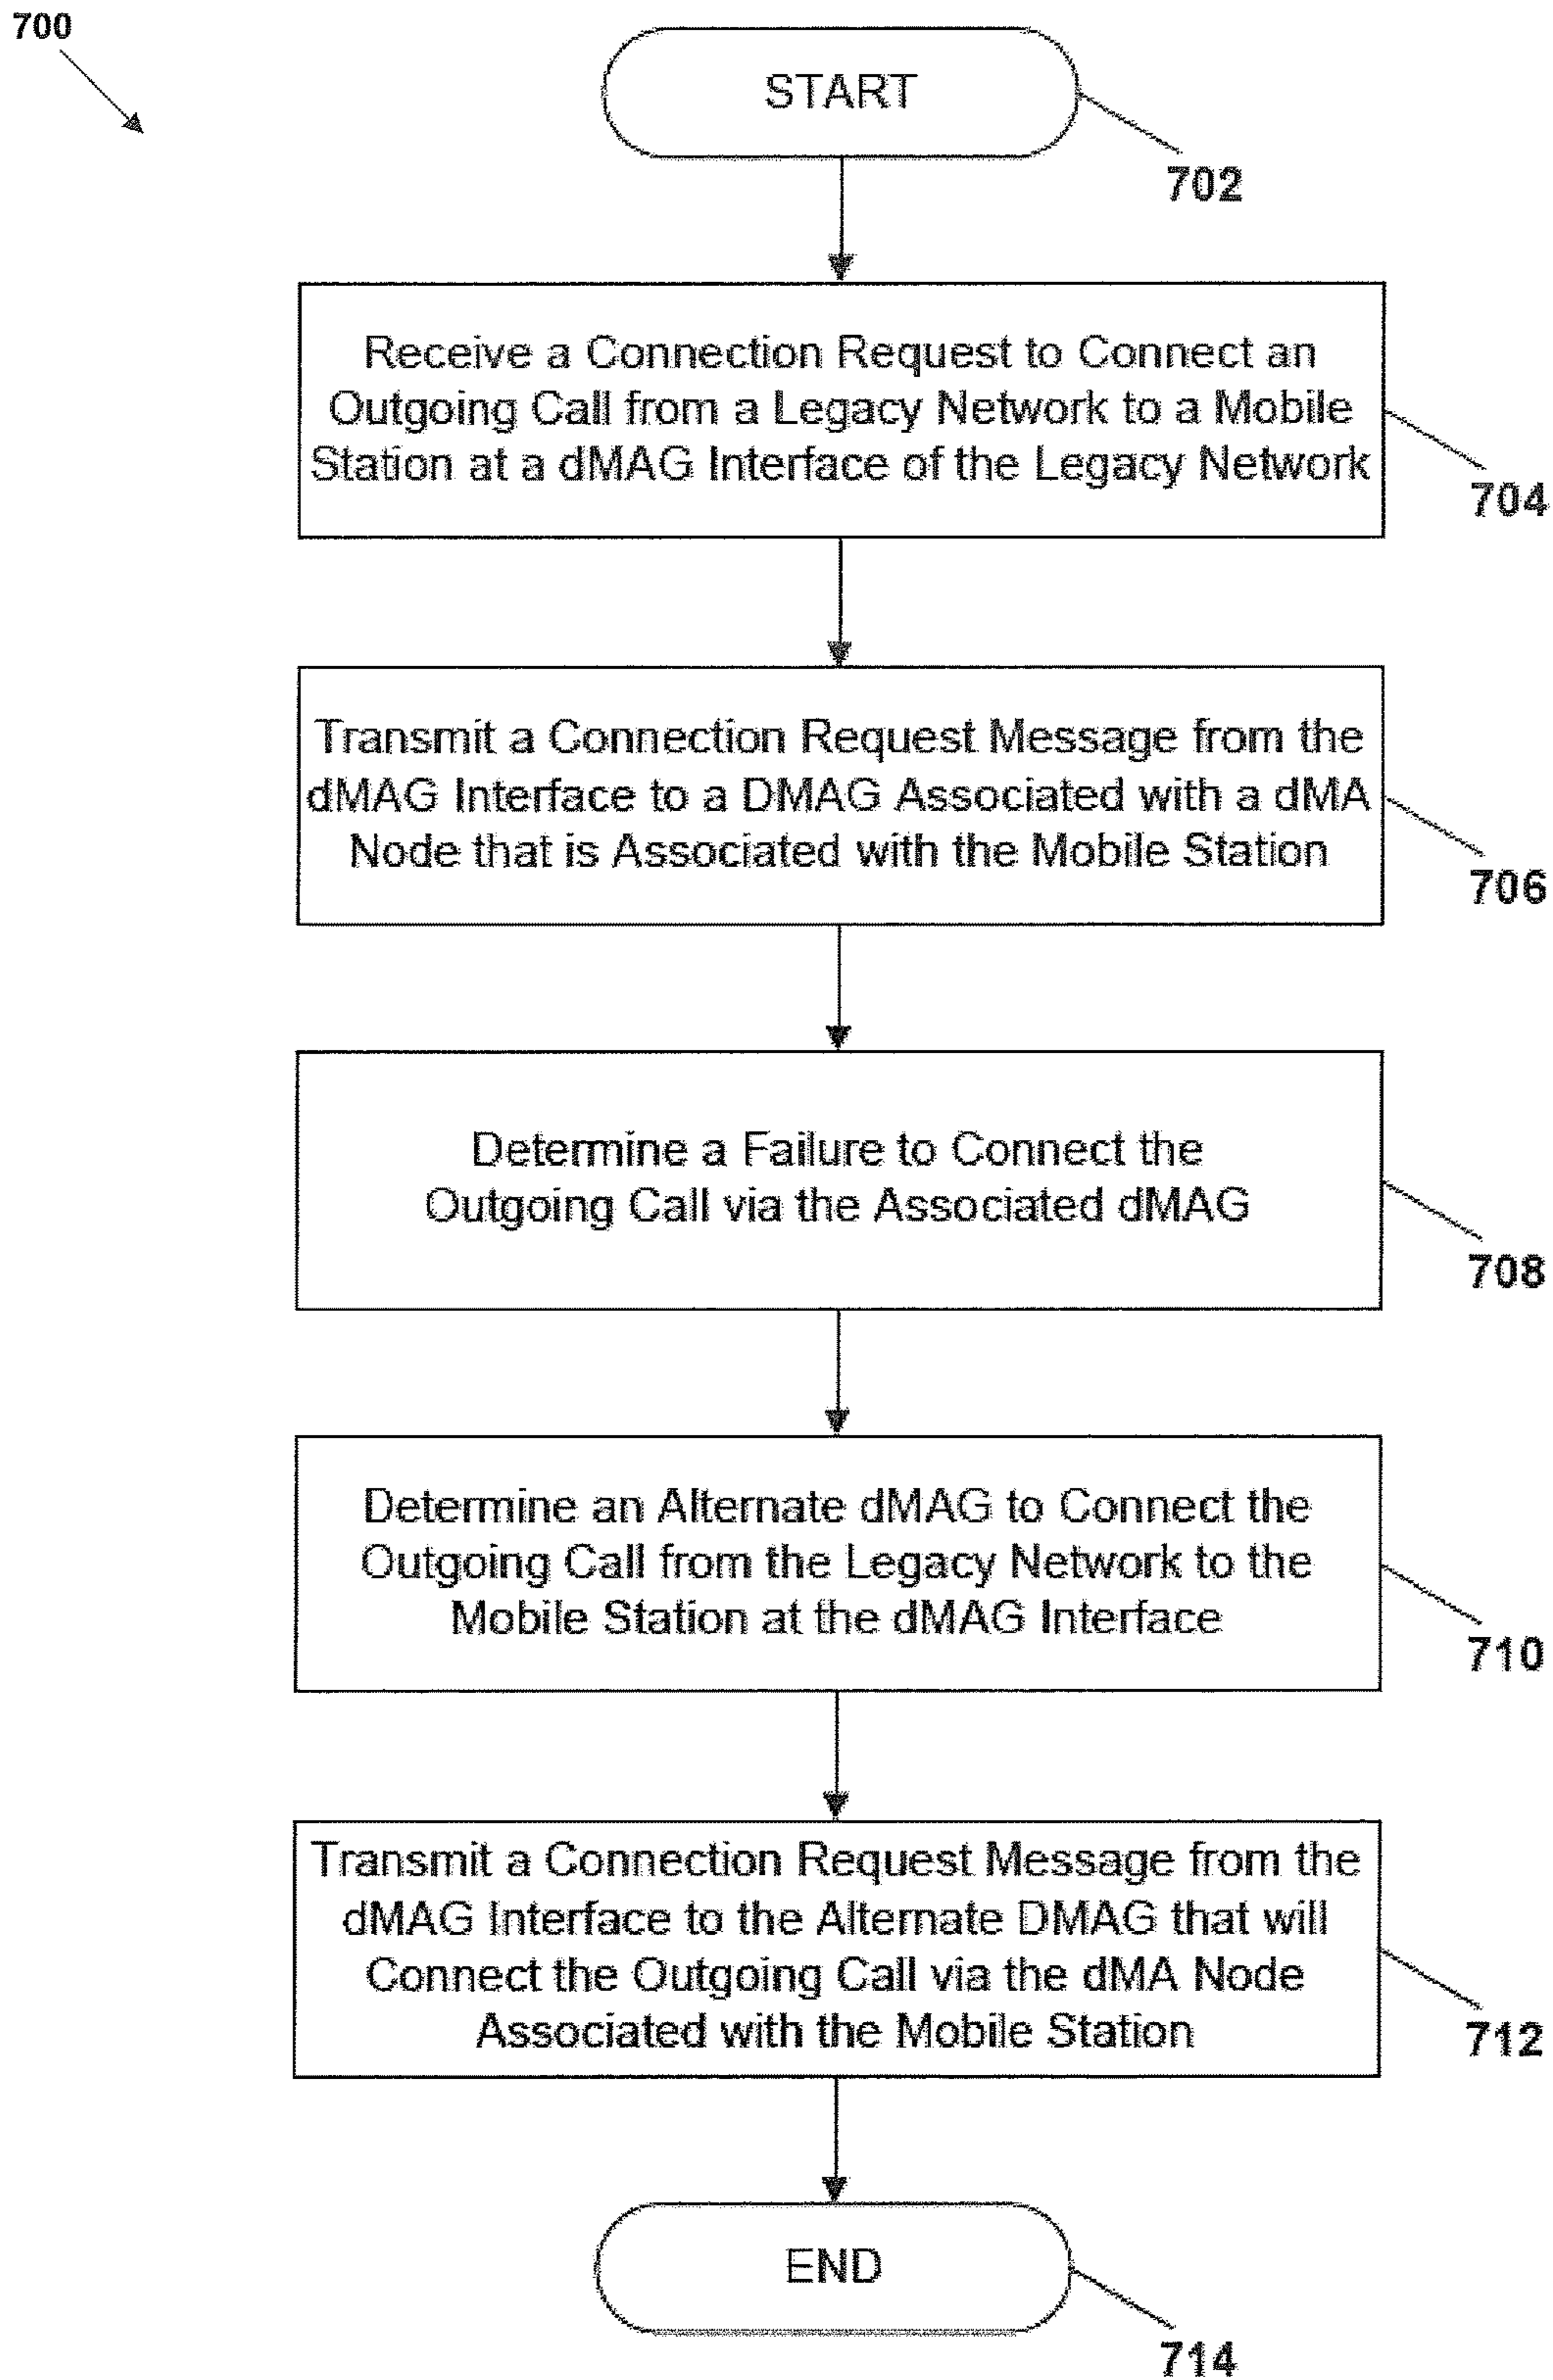 700
START
702
Receive a Connection Request to Connect an
Outgoing Call from a Legacy Network to a Mobile
Station at a dMAG Interface of the Legacy Network
704
Transmit a Connection Request Message from the
dMAG Interface to a DMAG Associated with a dMA
Node that is Associated with the Mobile Station
706
Determine a Failure to Connect the
Outgoing Call via the Associated dMAG
708
Determine an Alternate dMAG to Connect the
Outgoing Call from the Legacy Network to the
Mobile Station at the dMAG Interface
710
Transmit a Connection Request Message from the
dMAG Interface to the Alternate DMAG that will
Connect the Outgoing Call via the dMA Node
Associated with the Mobile Station
712
END
714